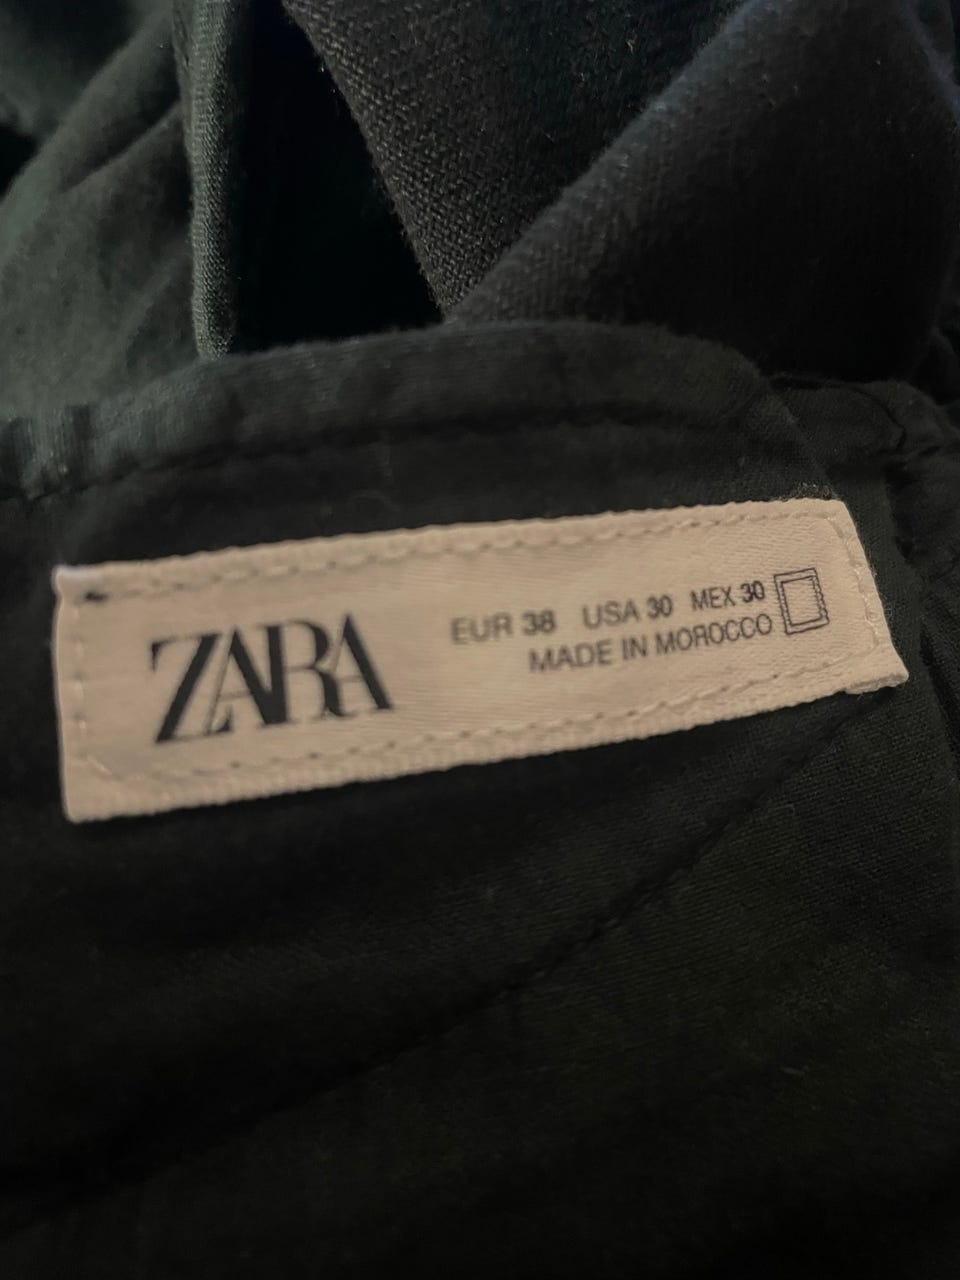 ZARA
EUR 38 USA 30 MEX 30
MADE IN MOROCCO